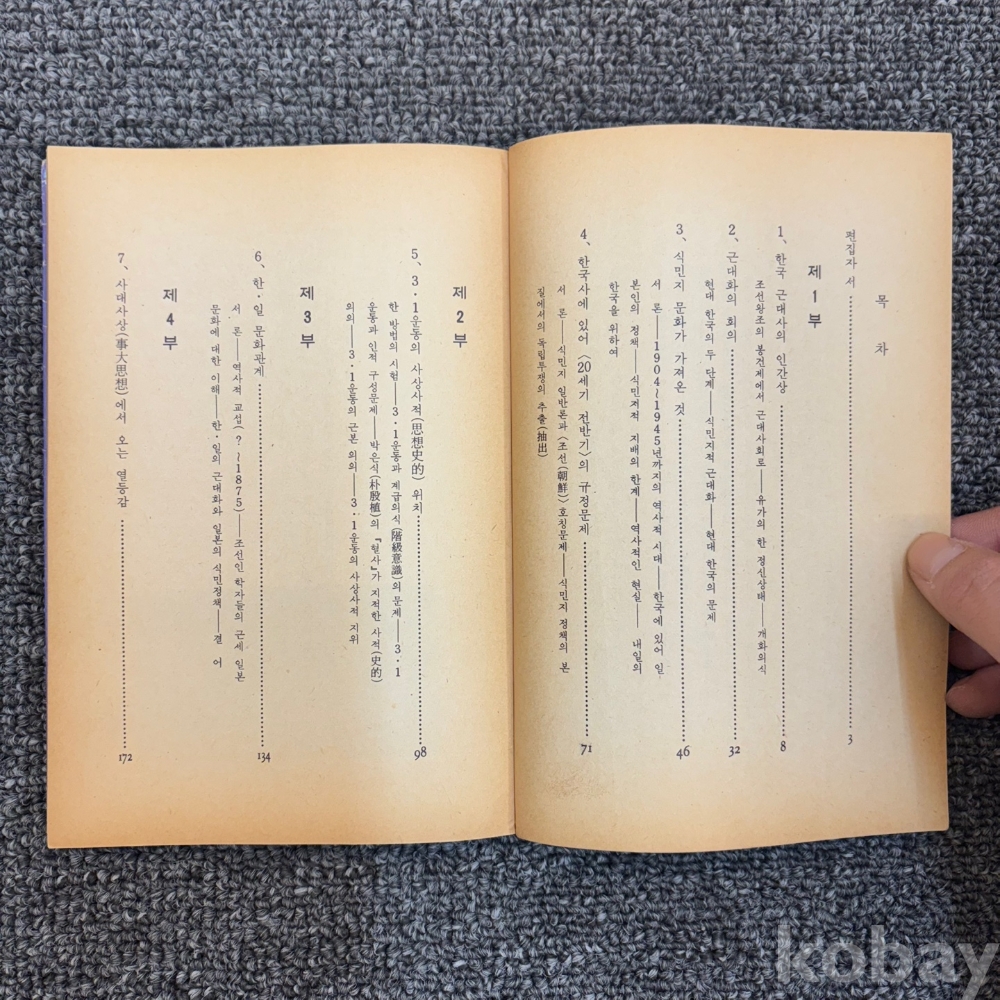 목 차
편집자 서 3
제 1 부
1、한국 근대사의 인간상 8
조선왕조의 봉건제에서 근대사회로──유가의 한 정신상태──개화의식
2、근대화의 회의 32
현대 한국의 두 단계──식민지적 근대화──현대 한국의 문제
3、식민지 문화가 가져온 것 46
서 론──1904~1945년까지의 역사적 시대──한국에 있어 일
본인의 정책──식민지적 지배의 한계──역사적인 현실── 내일의
한국을 위하여
4、한국사에 있어 〈20세기 전반기〉의 규정문제 71
서 론──식민지 일반론과 〈조선(朝鮮)〉 호칭문제──식민지 정책의 본
질에서의 독립투쟁의 추출(抽出)
제 2 부
5、3·1운동의 사상사적(思想史的) 위치 98
한 방법의 시험──3·1운동과 계급의식(階級意識)의 문제──3·1
운동과 인적 구성문제──박은식(朴殷植)의 『혈사』가 지적한 사적(史的)
의의──3·1운동의 근본 의의──3·1운동의 사상사적 지위
제 3 부
6、한·일 문화관계 134
서 론──역사적 교섭(?~1875)──조선인 학자들의 근세 일본
문화에 대한 이해──한·일의 근대화와 일본의 식민정책──결 어
제 4 부
7、사대사상(事大思想)에서 오는 열등감 172
kobay